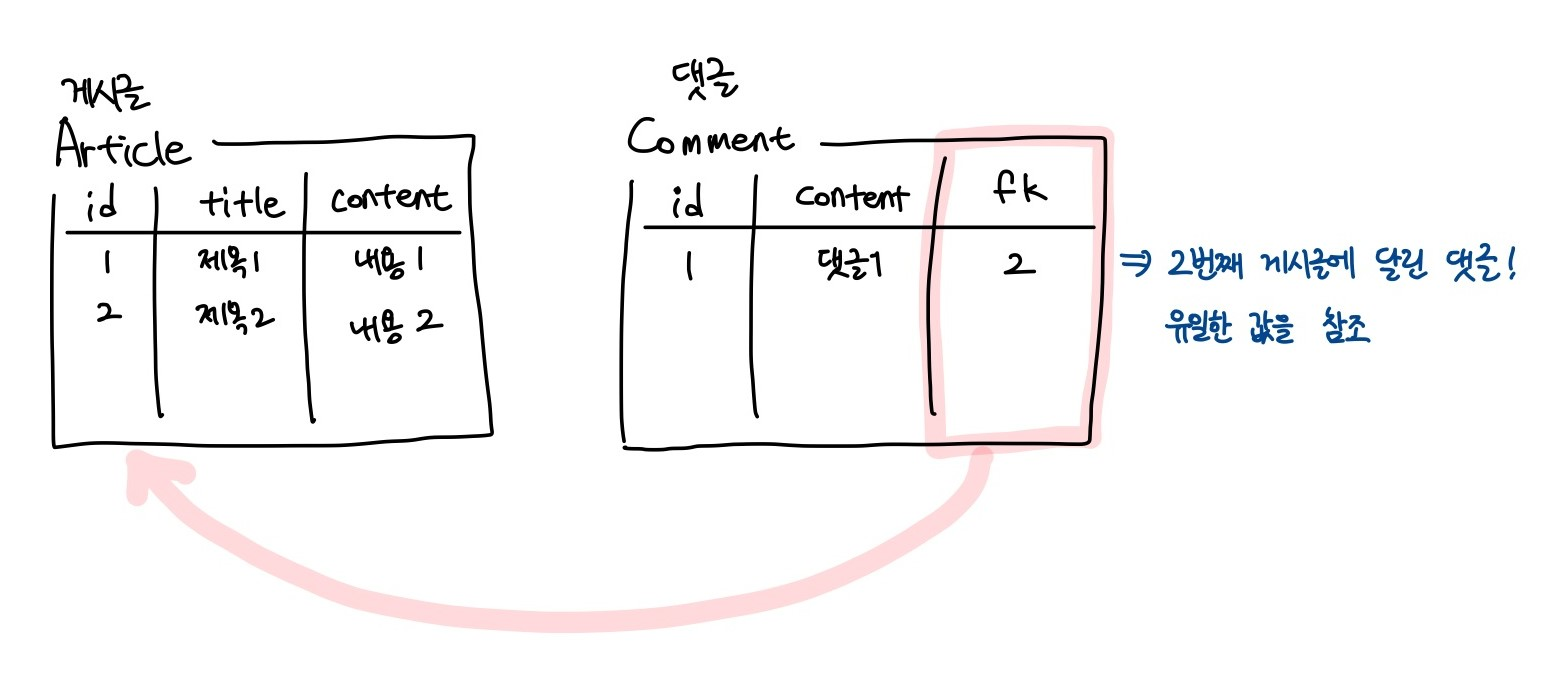 게시글
Article
id title content
1 제목1 내용1
2 제목2 내용2
댓글
Comment
id content fk
1 댓글1 2
⇒ 2번째 게시글에 달린 댓글!
유일한 값을 참조